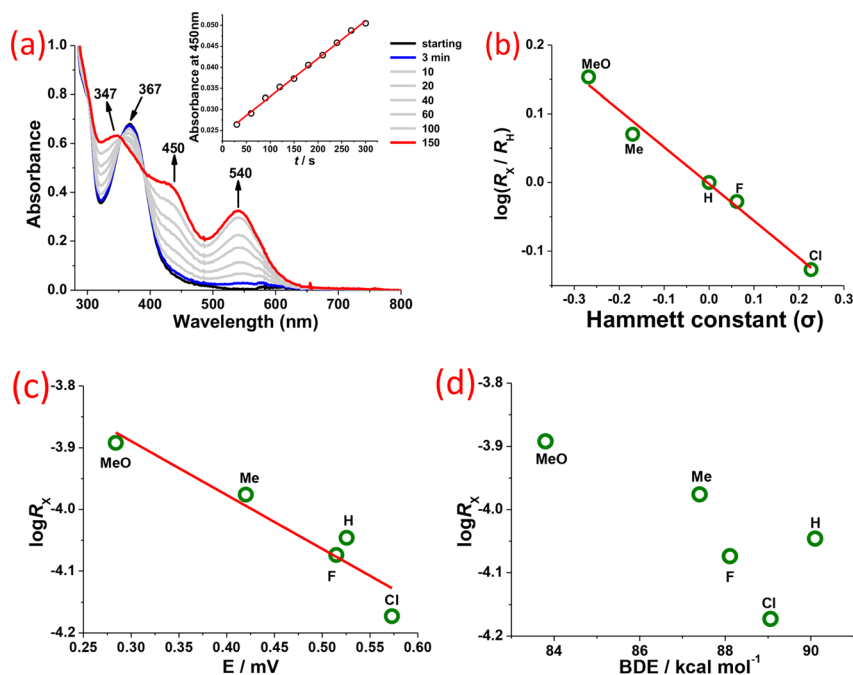 (a)
1.0
0.8
0.6
0.4
0.2
0.0
Absorbance
300
400
500
600
700
800
Wavelength (nm)
347
367
450
540
0.050
0.045
0.040
0.035
0.030
0.025
Absorbance at 450nm
0
50
100
150
200
250
300
t / s
starting
3 min
10
20
40
60
100
150
(b)
0.2
0.1
0.0
-0.1
log(RX / RH)
MeO
Me
H
F
Cl
-0.3
-0.2
-0.1
0.0
0.1
0.2
0.3
Hammett constant (σ)
(c)
-3.8
-3.9
-4.0
-4.1
-4.2
logRX
MeO
Me
H
F
Cl
0.25
0.30
0.35
0.40
0.45
0.50
0.55
0.60
E / mV
(d)
-3.8
-3.9
-4.0
-4.1
-4.2
logRX
MeO
Me
H
F
Cl
84
86
88
90
BDE / kcal mol-1